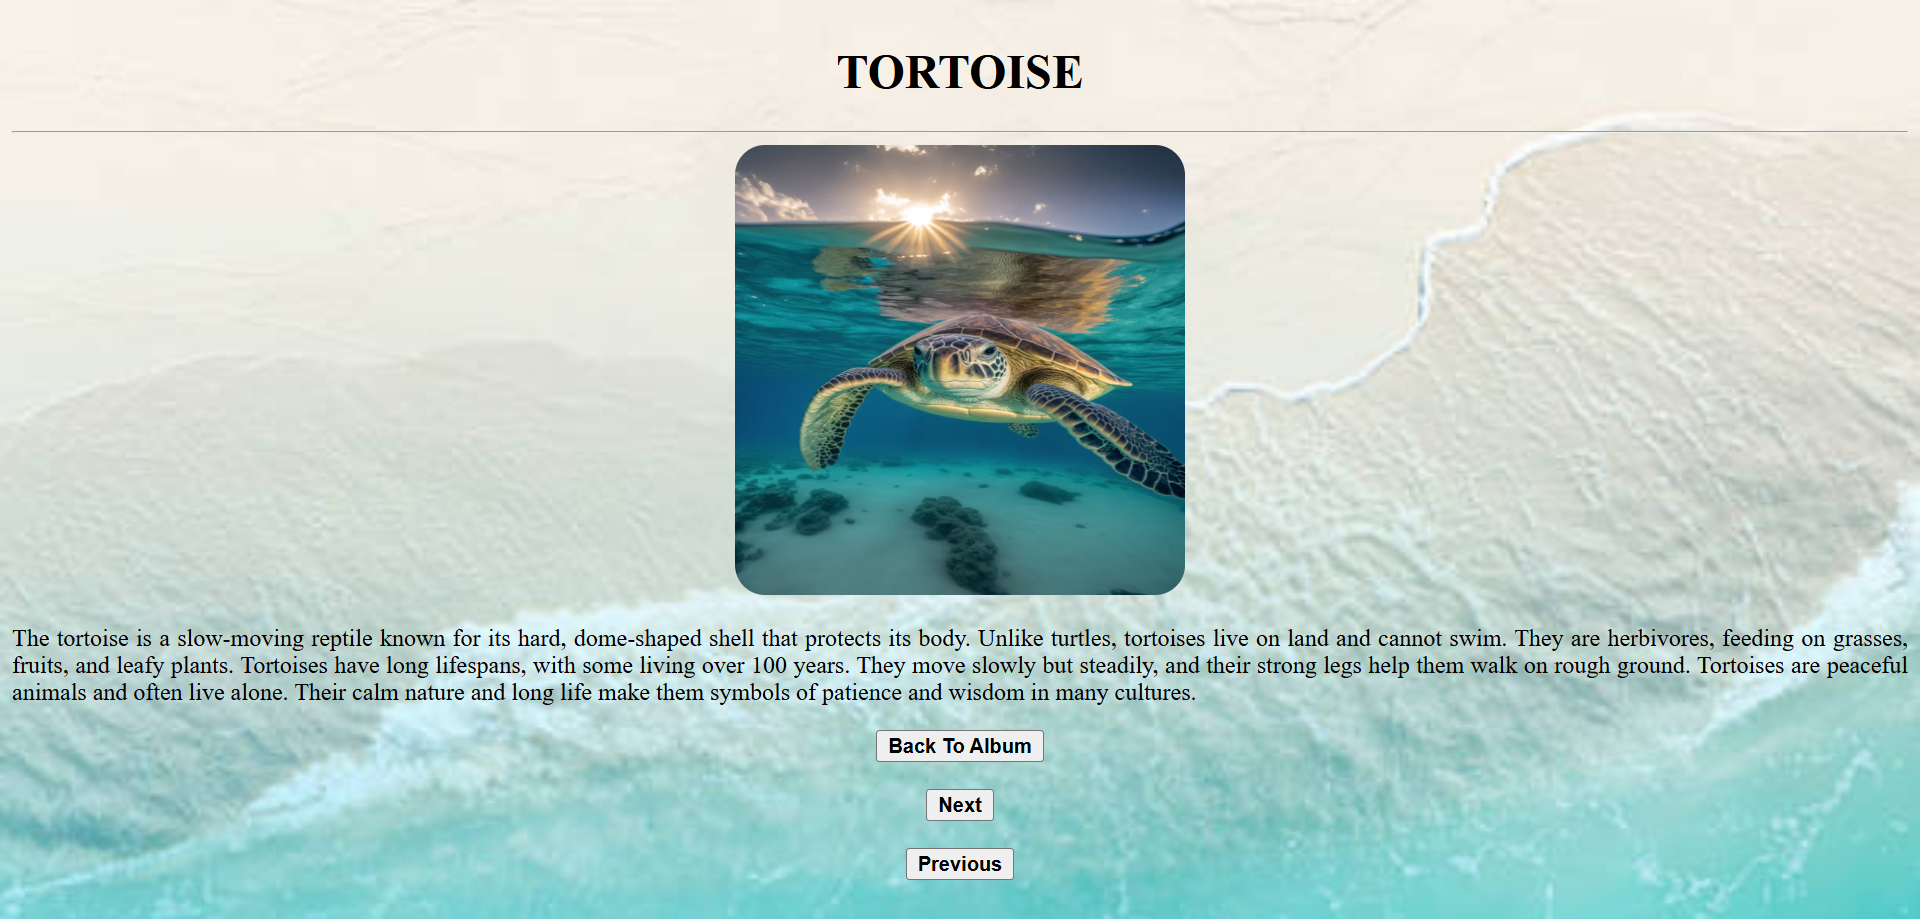 TORTOISE
The tortoise is a slow-moving reptile known for its hard, dome-shaped shell that protects its body. Unlike turtles, tortoises live on land and cannot swim. They are herbivores, feeding on grasses,
fruits, and leafy plants. Tortoises have long lifespans, with some living over 100 years. They move slowly but steadily, and their strong legs help them walk on rough ground. Tortoises are peaceful
animals and often live alone. Their calm nature and long life make them symbols of patience and wisdom in many cultures.
Back To Album
Next
Previous